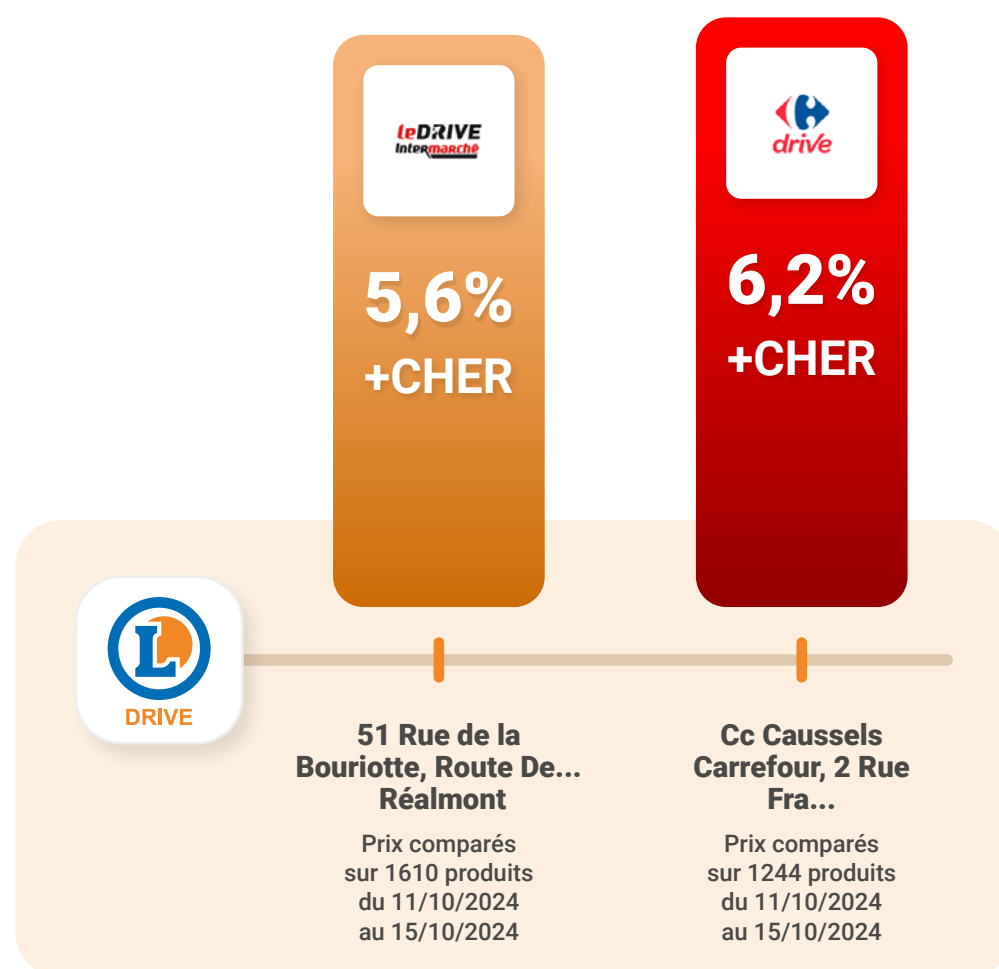 leDRIVE
Intermarché
5,6%
+CHER
drive
6,2%
+CHER
L
DRIVE
51 Rue de la
Bouriotte, Route De...
Réalmont
Prix comparés
sur 1610 produits
du 11/10/2024
au 15/10/2024
Cc Caussels
Carrefour, 2 Rue
Fra...
Prix comparés
sur 1244 produits
du 11/10/2024
au 15/10/2024